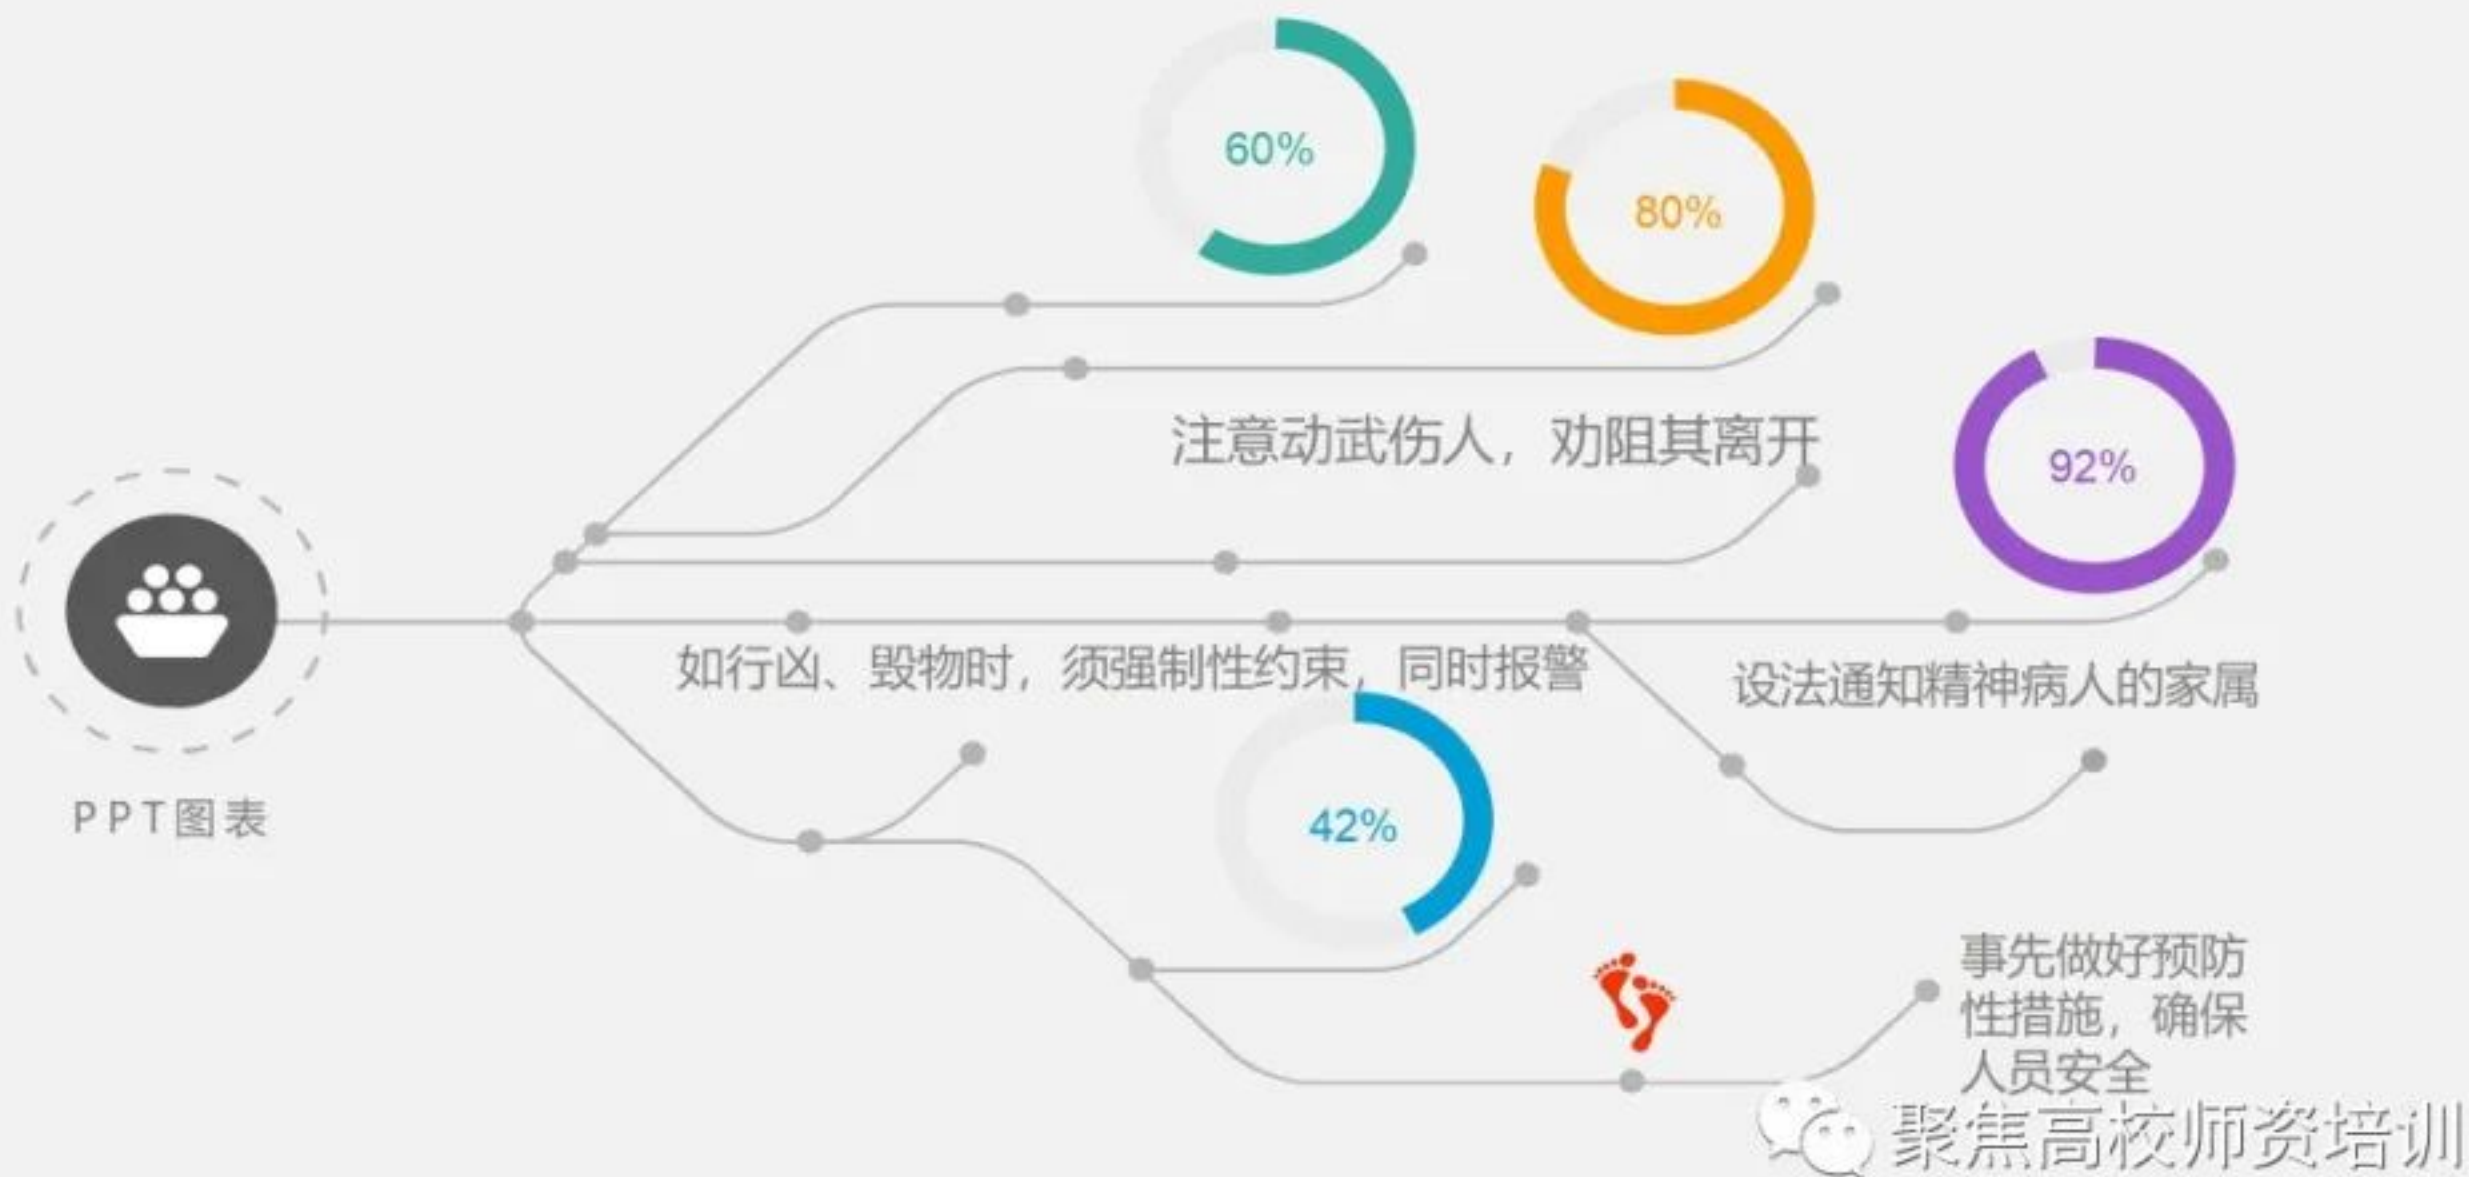 60%
80%
注意动武伤人，劝阻其离开
92%
如行凶、毁物时，须强制性约束，同时报警
设法通知精神病人的家属
PPT图表
42%
事先做好预防
性措施，确保
人员安全
聚焦高校师资培训